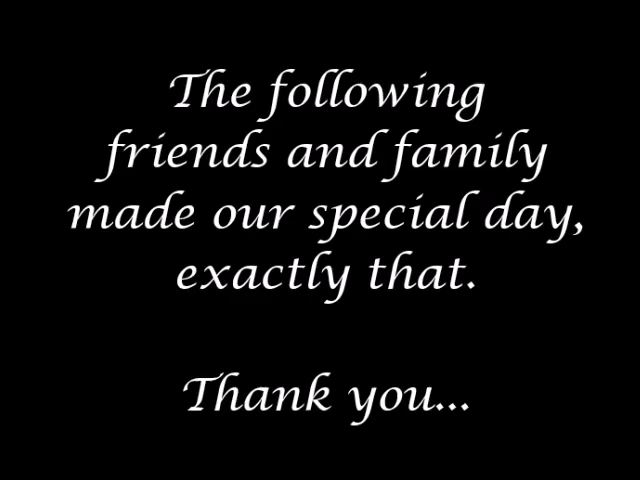 The following
friends and family
made our special day,
exactly that.
Thank you...